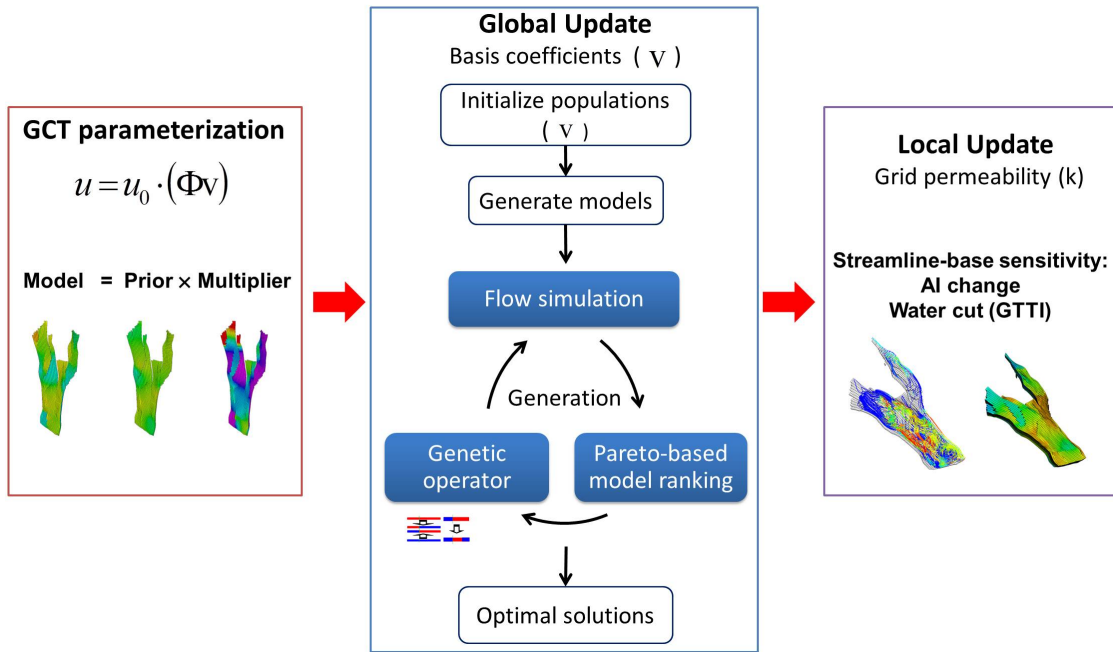 GCT parameterization
u = u₀ · (Φv)
Model = Prior × Multiplier
Global Update
Basis coefficients ( v )
Initialize populations
( v )
Generate models
Flow simulation
Generation
Genetic
operator
Pareto-based
model ranking
Optimal solutions
Local Update
Grid permeability (k)
Streamline-base sensitivity:
AI change
Water cut (GTTI)